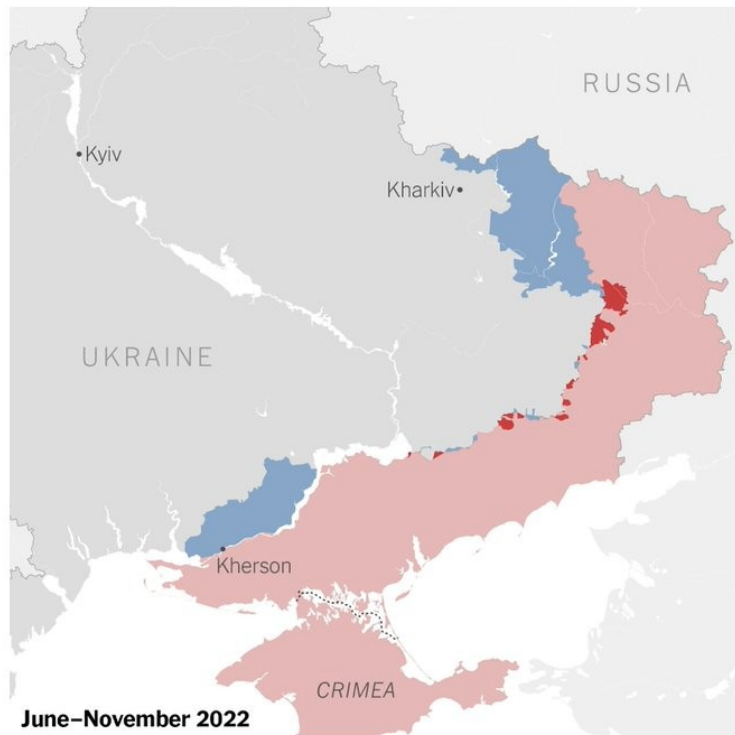 RUSSIA
Kyiv
Kharkiv
UKRAINE
Kherson
CRIMEA
June–November 2022